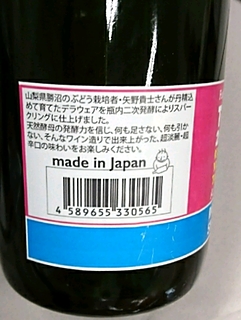 山梨県勝沼のぶどう栽培者・矢野貴士さんが丹精込
めて育てたデラウェアを瓶内二次発酵によりスパー
クリングに仕上げました。
天然酵母の発酵力を信じ、何も足さない、何も引か
ない、そんなワイン造りで出来上がった、超淡麗・超
辛口の味わいをお楽しみください。
made in Japan
4 589655 330565